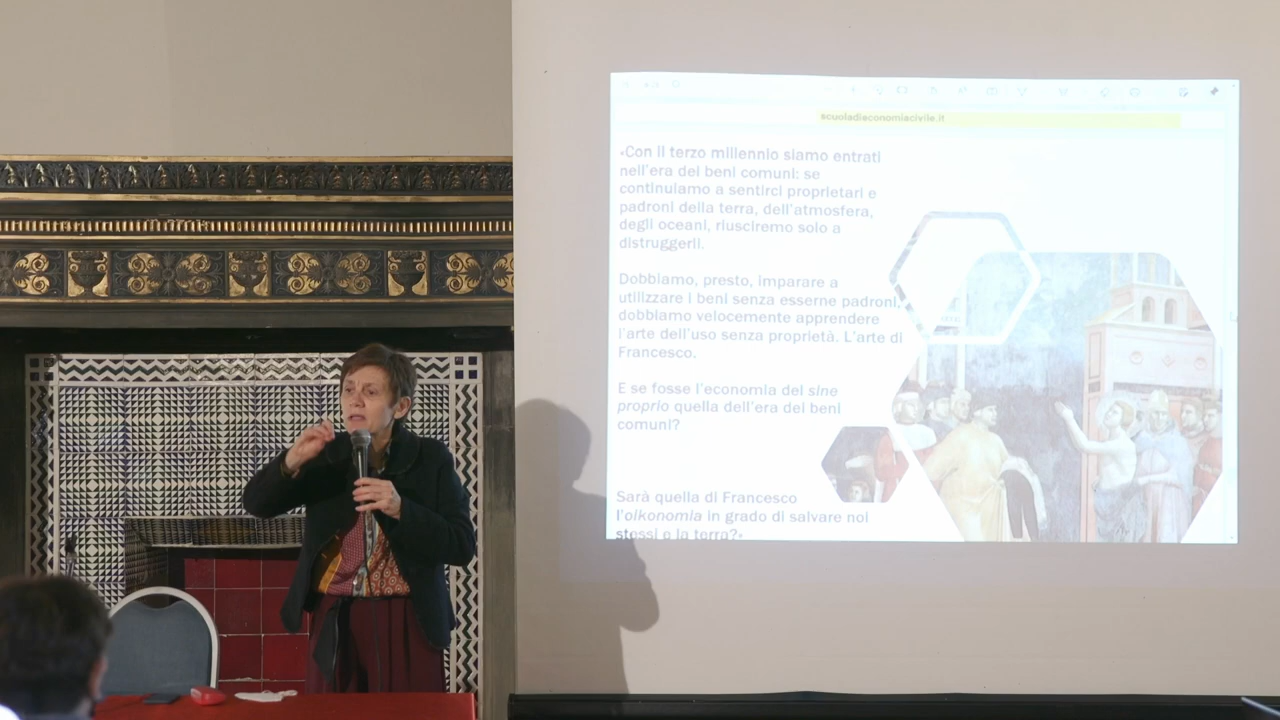 scuoladieconomiacivile.it
«Con il terzo millennio siamo entrati
nell'era dei beni comuni: se
continuiamo a sentirci proprietari e
padroni della terra, dell'atmosfera,
degli oceani, riusciremo solo a
distruggerli.
Dobbiamo, presto, imparare a
utilizzare i beni senza esserne padroni,
dobbiamo velocemente apprendere
l'arte dell'uso senza proprietà. L'arte di
Francesco.
E se fosse l'economia del sine
proprio quella dell'era dei beni
comuni?
Sarà quella di Francesco
l'oikonomia in grado di salvare noi
stessi e la terra?»